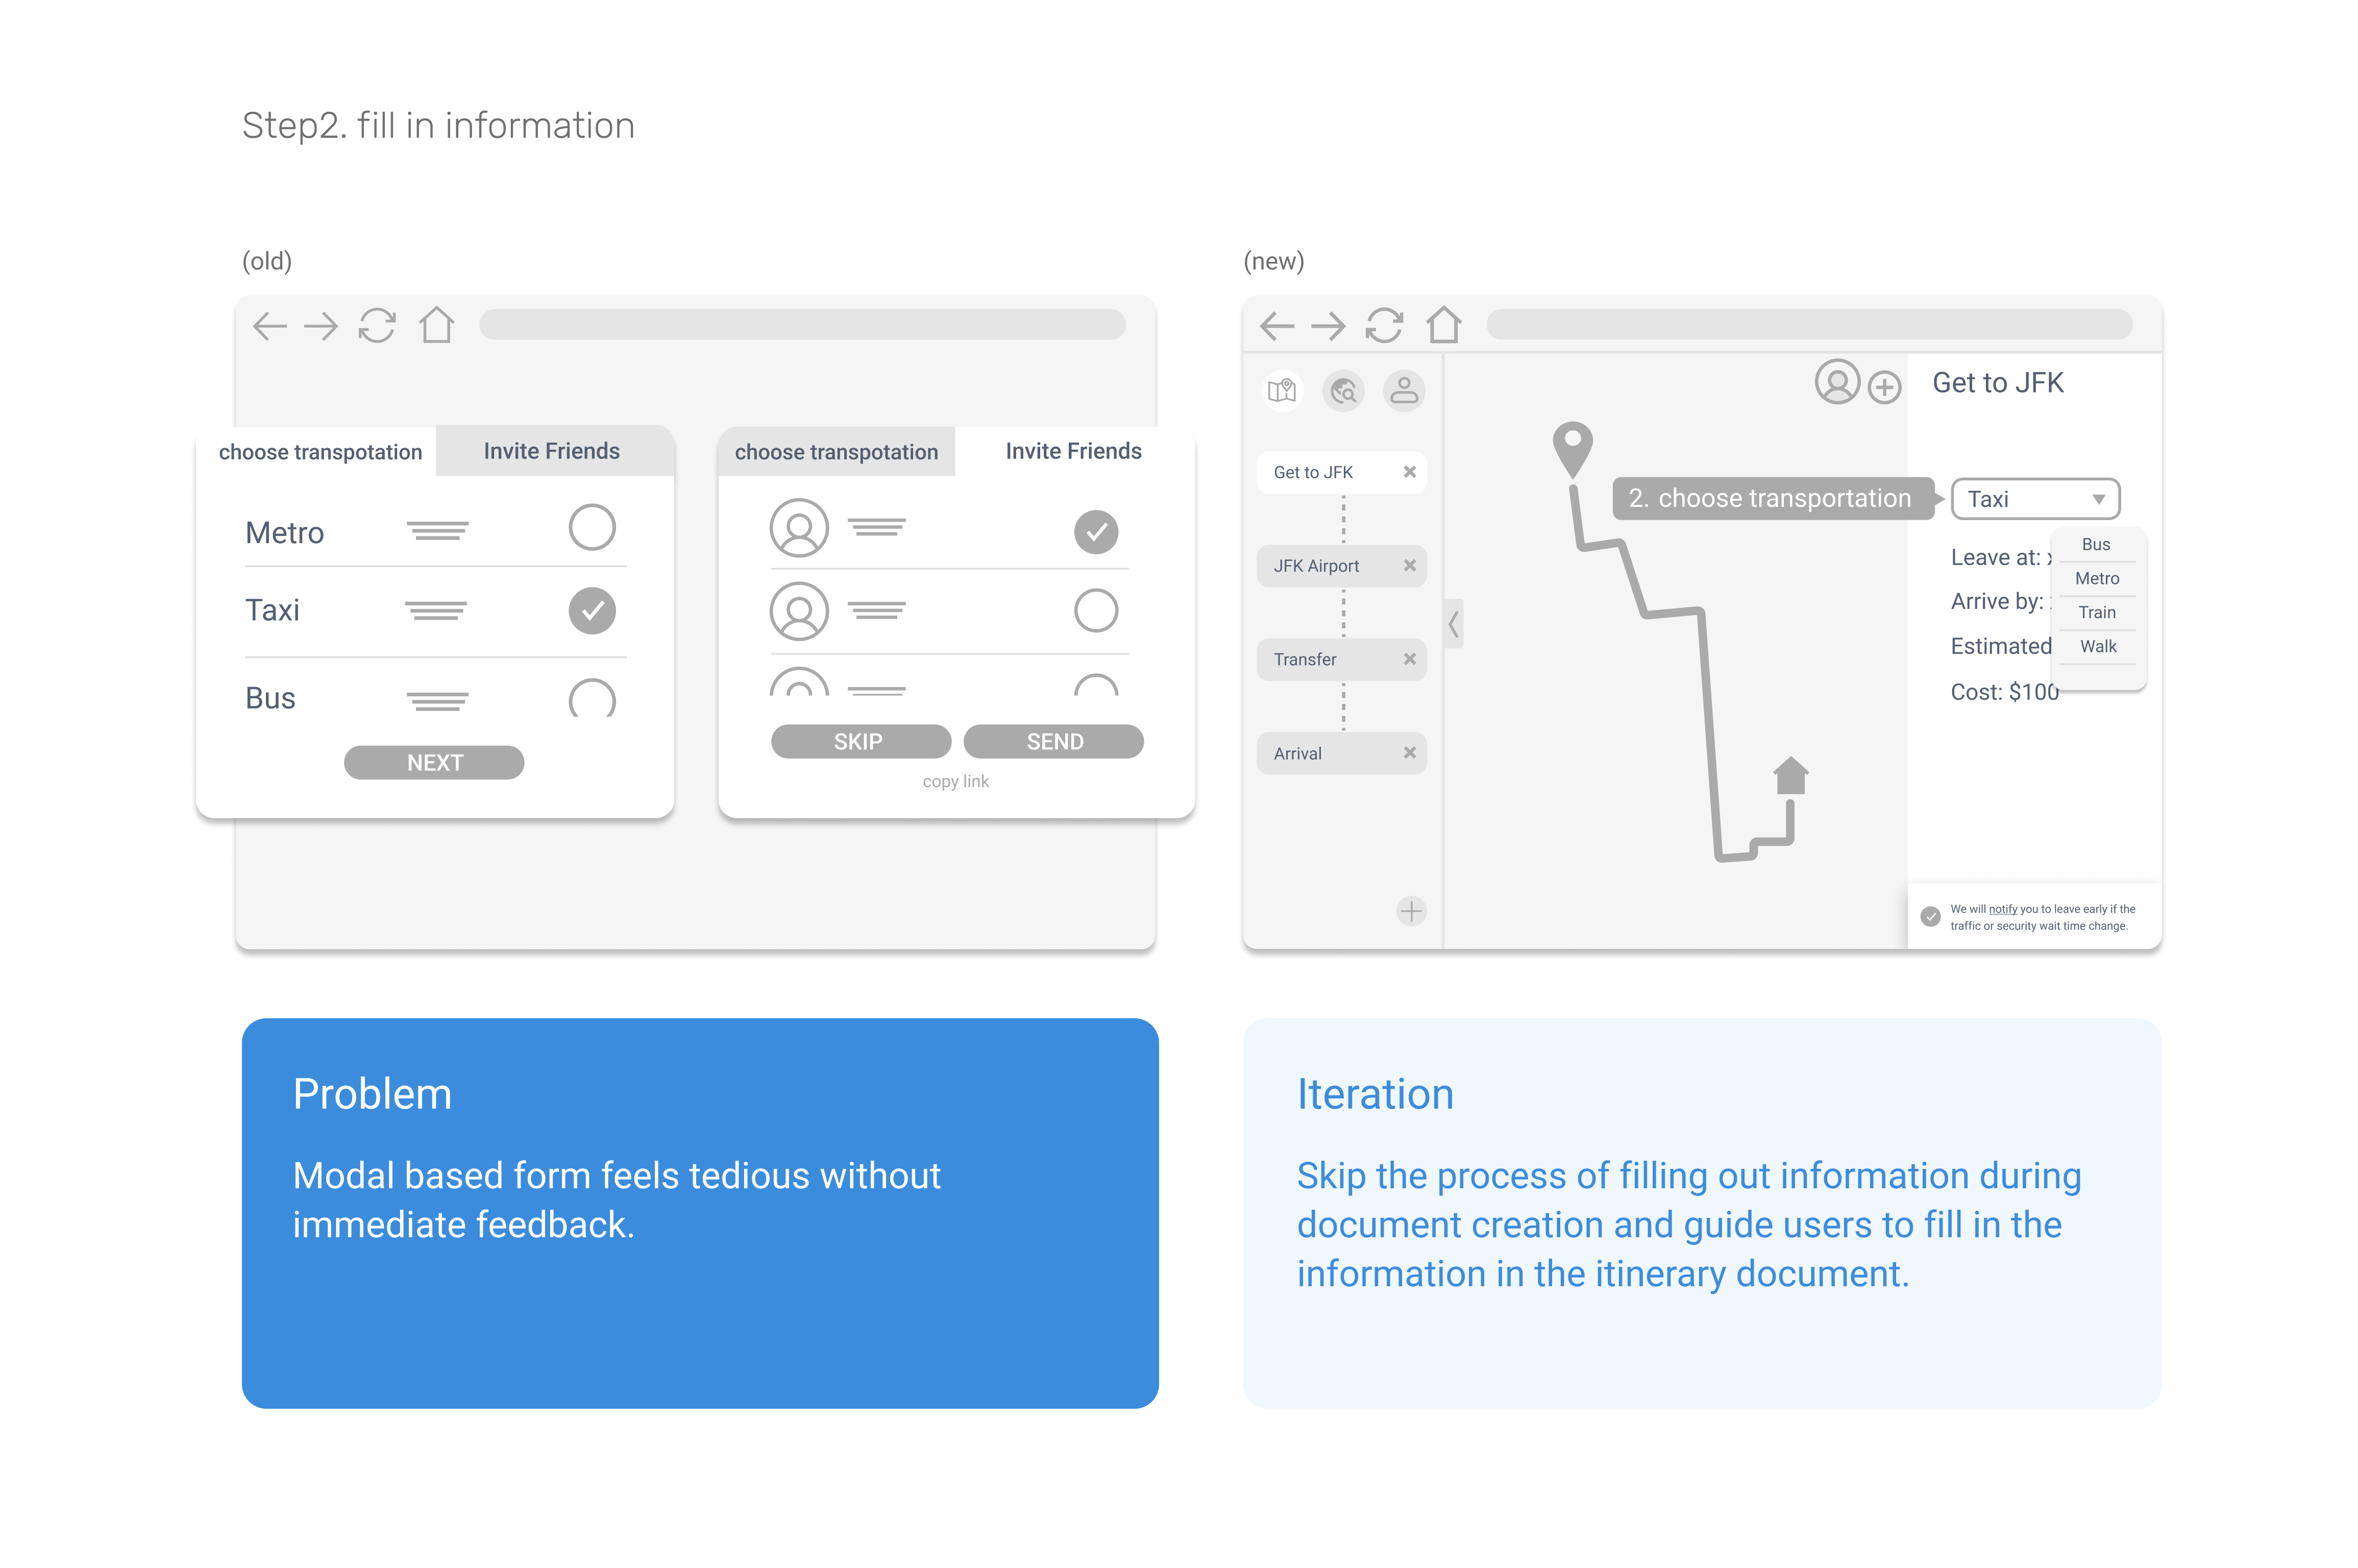 Step2. fill in information
(old)
choose transpotation
Invite Friends
Metro
Taxi
Bus
NEXT
choose transpotation
Invite Friends
SKIP
SEND
copy link
(new)
Get to JFK
JFK Airport
Transfer
Arrival
2. choose transportation
Get to JFK
Taxi
Bus
Metro
Train
Walk
Leave at:
Arrive by:
Estimated
Cost: $100
We will notify you to leave early if the
traffic or security wait time change.
Problem
Modal based form feels tedious without
immediate feedback.
Iteration
Skip the process of filling out information during
document creation and guide users to fill in the
information in the itinerary document.